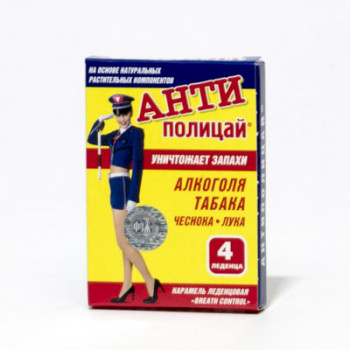 НА ОСНОВЕ НАТУРАЛЬНЫХ
РАСТИТЕЛЬНЫХ КОМПОНЕНТОВ
АНТИ
ПОЛИЦАЙ®
УНИЧТОЖАЕТ ЗАПАХИ
АЛКОГОЛЯ
ТАБАКА
ЧЕСНОКА • ЛУКА
4
ЛЕДЕНЦА
КАРАМЕЛЬ ЛЕДЕНЦОВАЯ
«BREATH CONTROL»